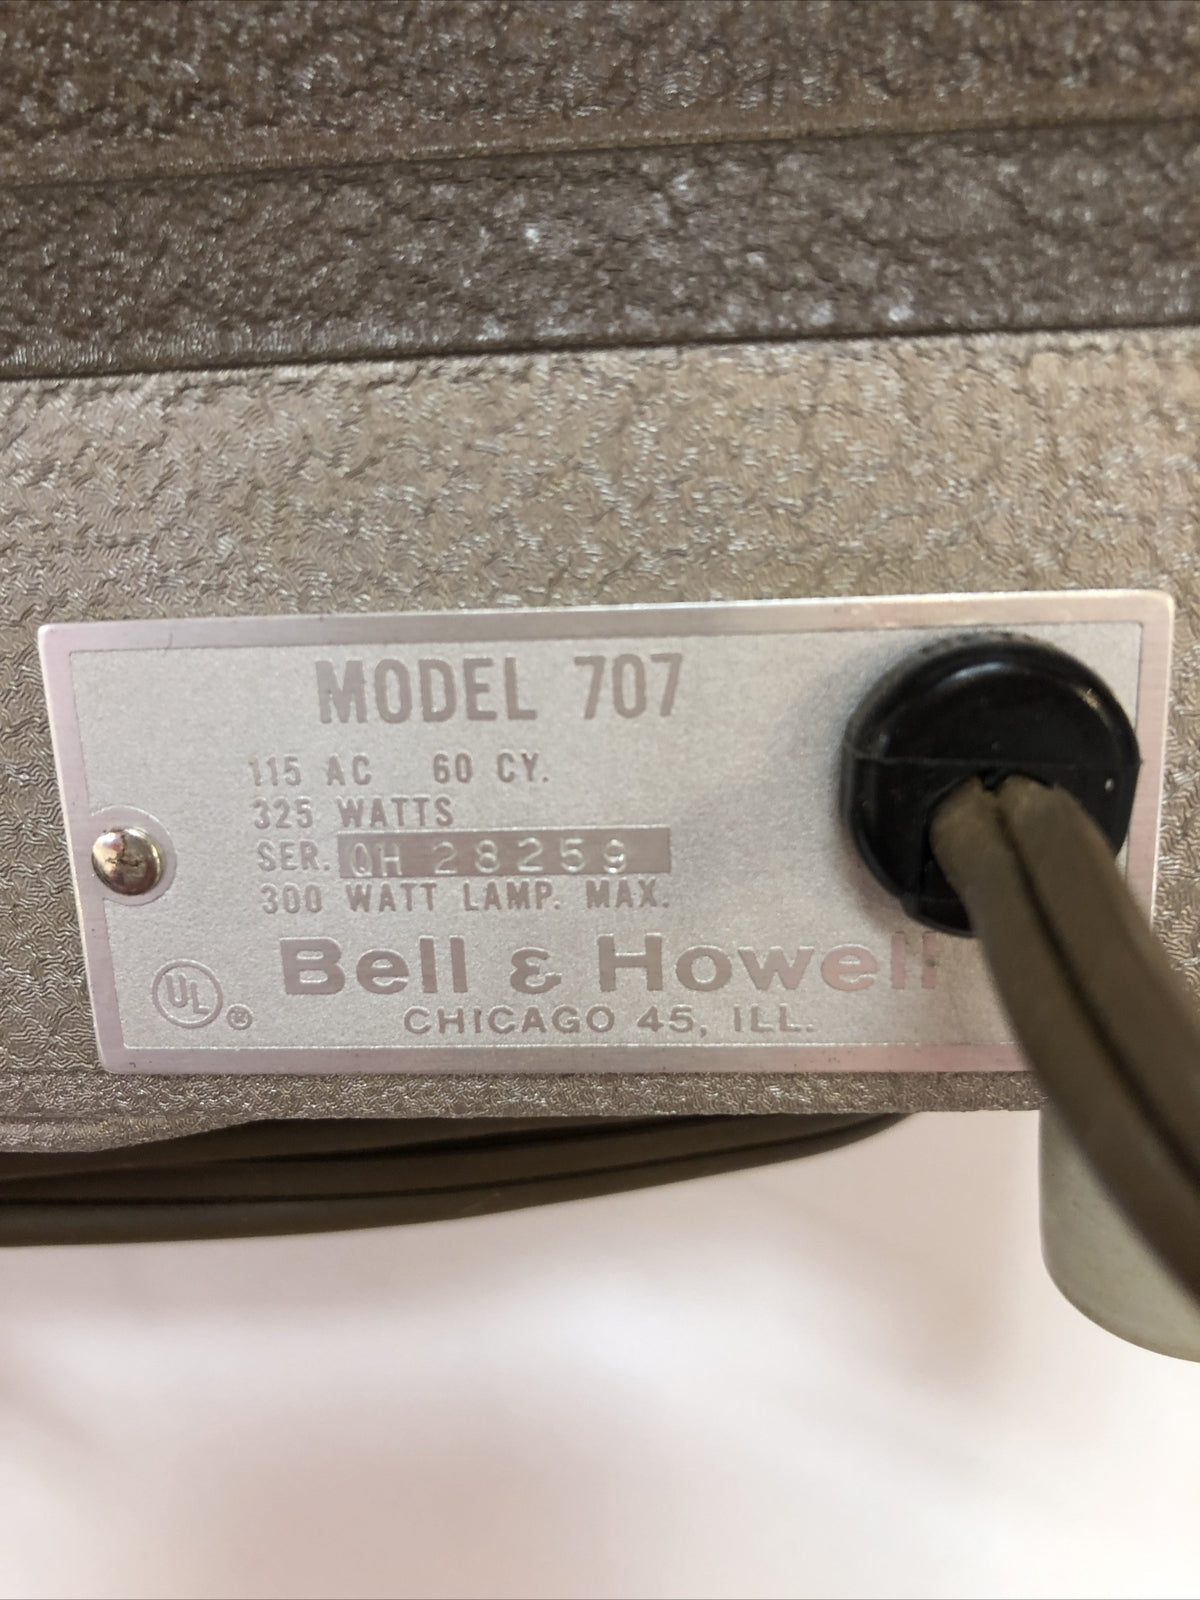 MODEL 707
115 AC 60 CY.
325 WATTS
SER. QH 28259
300 WATT LAMP. MAX.
Bell & Howell
UL ®
CHICAGO 45, ILL.